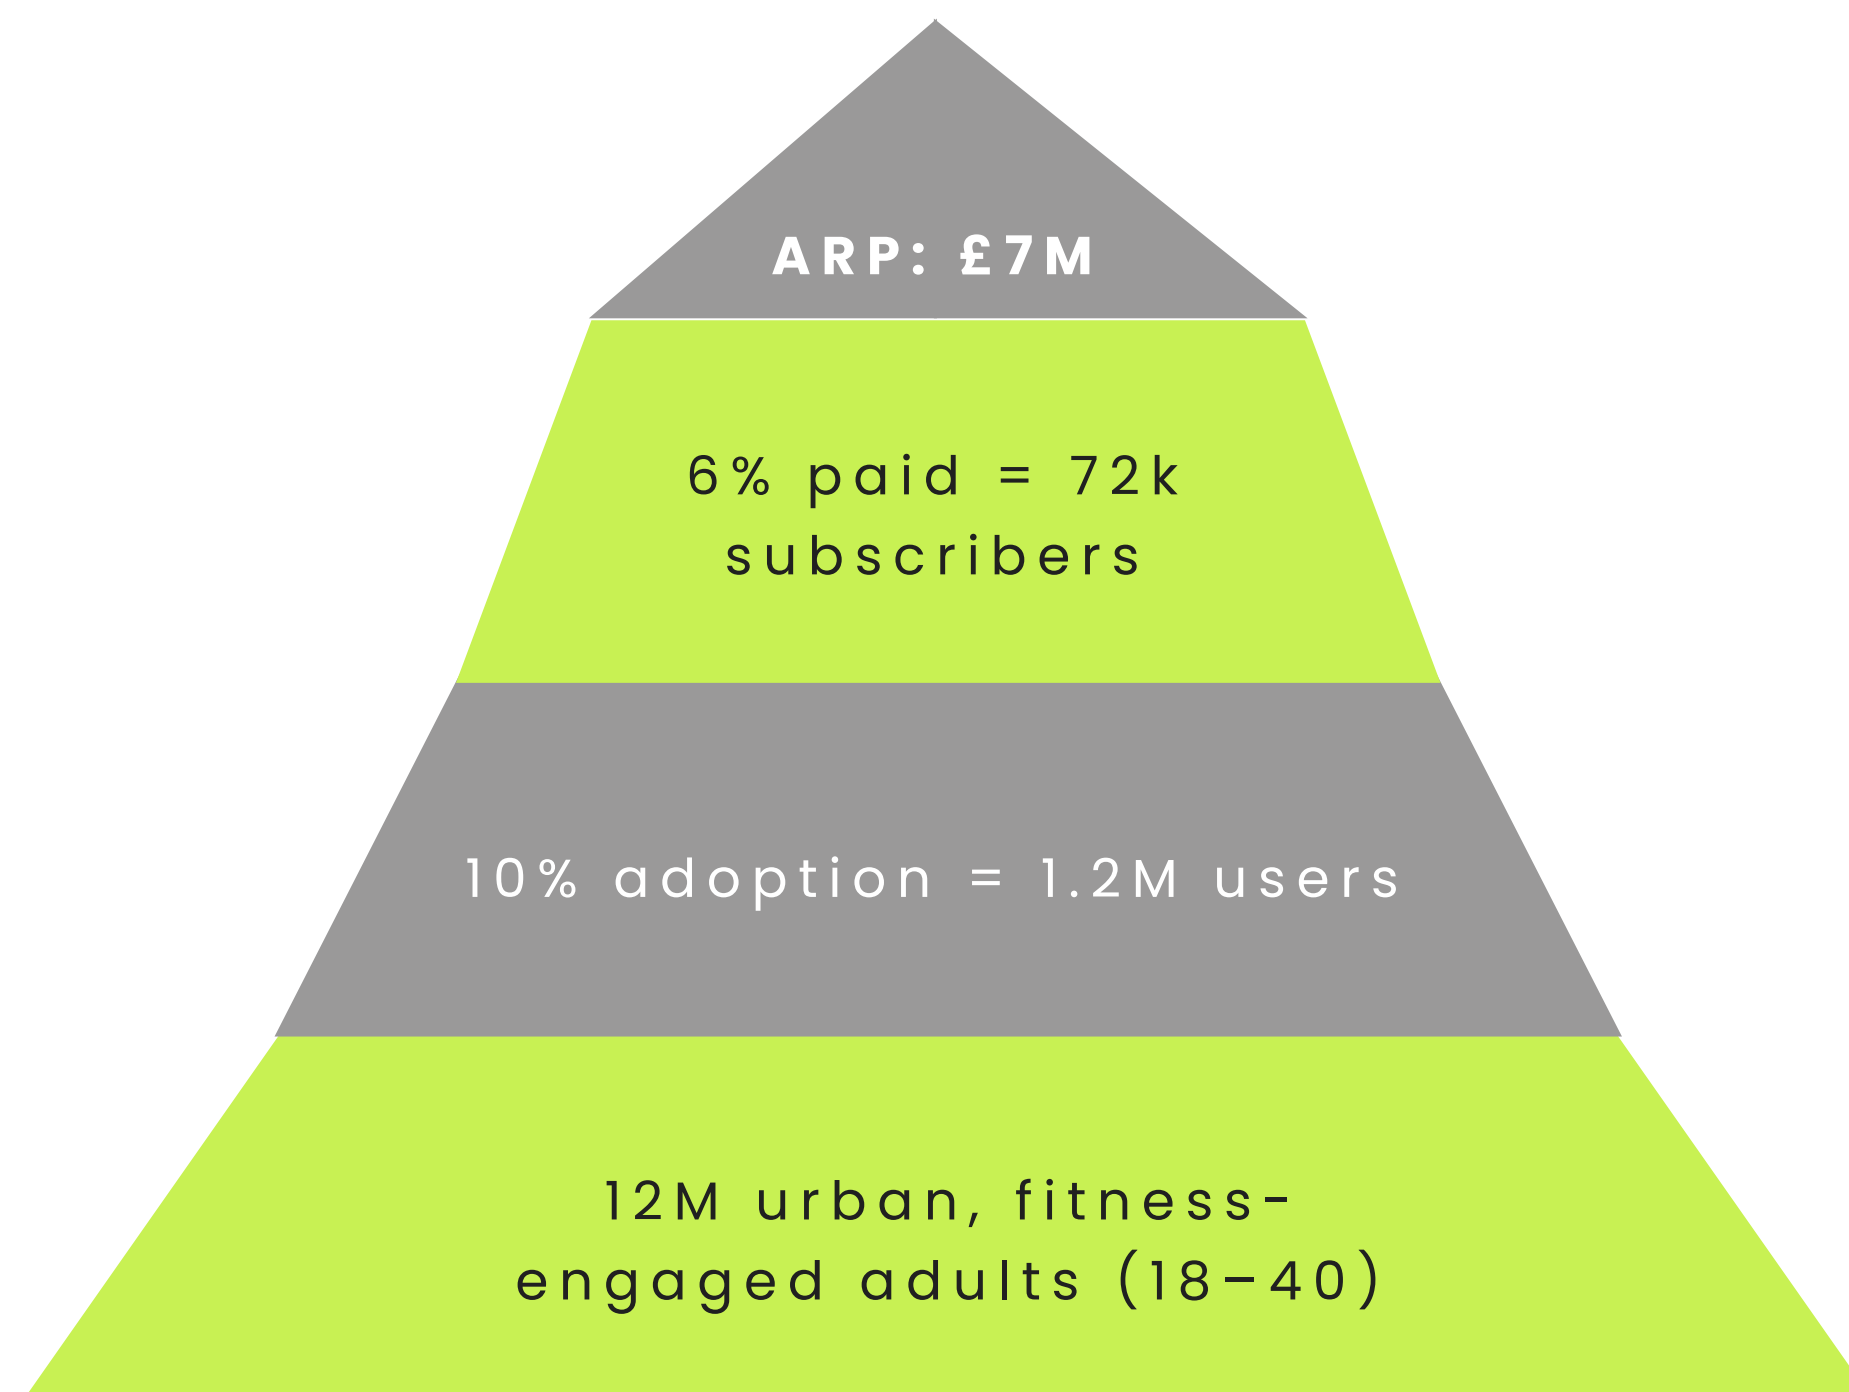 ARP: £7M
6% paid = 72k
subscribers
10% adoption = 1.2M users
12M urban, fitness-
engaged adults (18–40)